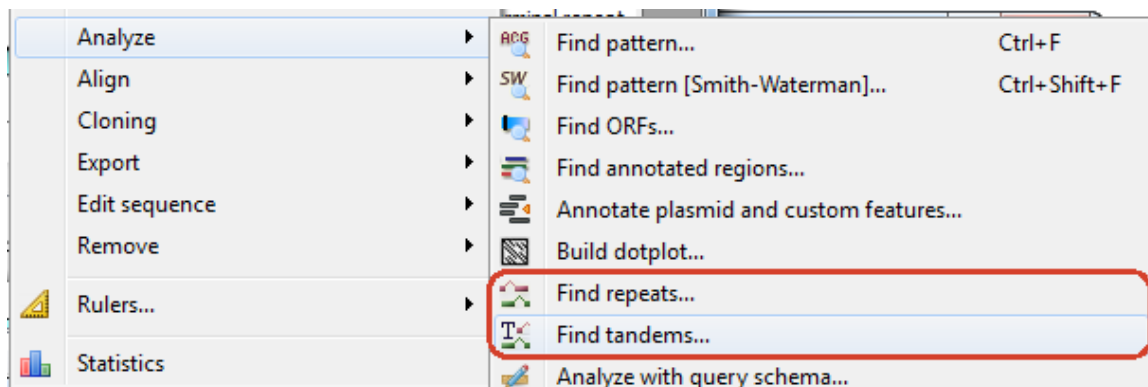 repeat
Analyze
Align
Cloning
Export
Edit sequence
Remove
Rulers...
Statistics
ACG Find pattern... Ctrl+F
SW Find pattern [Smith-Waterman]... Ctrl+Shift+F
Find ORFs...
Find annotated regions...
Annotate plasmid and custom features...
Build dotplot...
Find repeats...
T Find tandems...
Analyze with query schema...